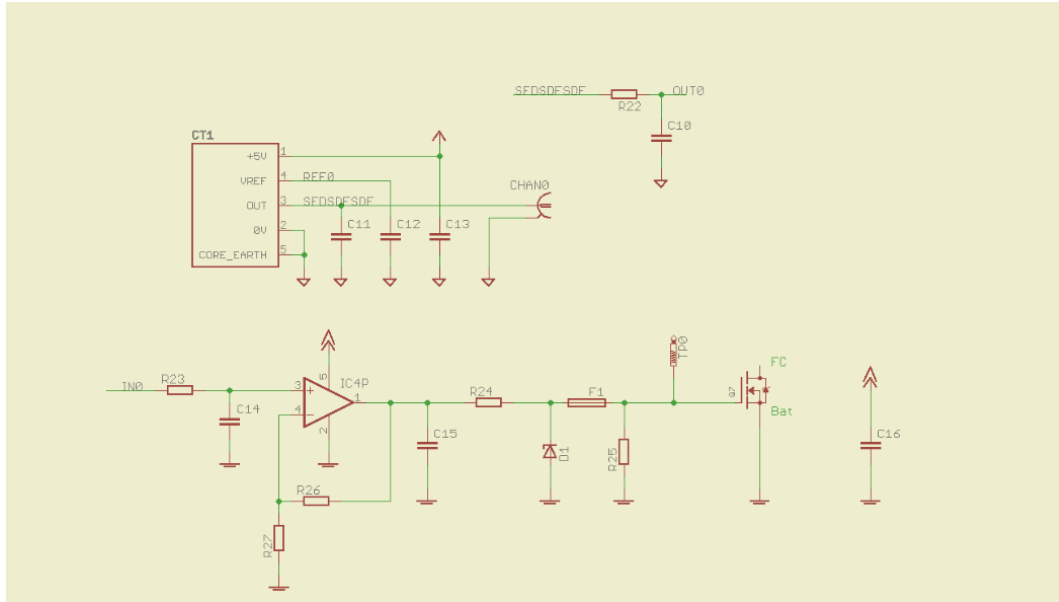 SFDSDFSDF
OUT0
R22
C10
CT1
+5V
1
VREF
4
REF0
OUT
3
SFDSDFSDF
0V
2
CORE_EARTH
5
C11
C12
C13
CHAN0
IN0
R23
C14
3
4
5
2
1
IC4P
R26
R27
C15
R24
D1
F1
R25
TP0
Q7
FC
Bat
C16